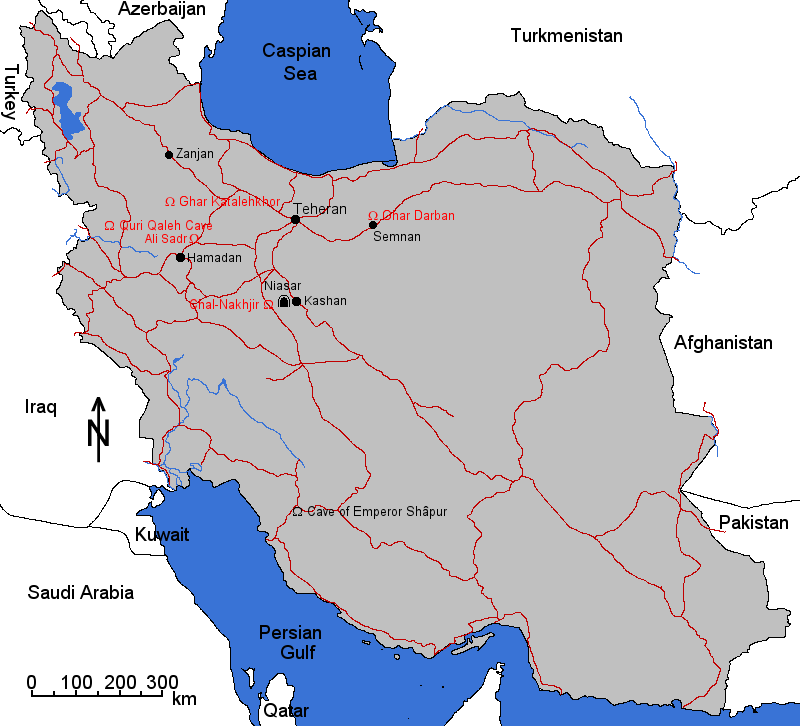 Azerbaijan
Turkmenistan
Caspian
Sea
Turkey
Zanjan
Ω Ghar Katalehkhor
Teheran
Ω Ghar Darban
Ω Quri Qaleh Cave
Semnan
Ali Sadr Ω
Hamadan
Niasar
Chal-Nakhjir Ω
Kashan
Afghanistan
Iraq
N
Ω Cave of Emperor Shâpur
Pakistan
Kuwait
Saudi Arabia
Persian
Gulf
0 100 200 300
km
Qatar